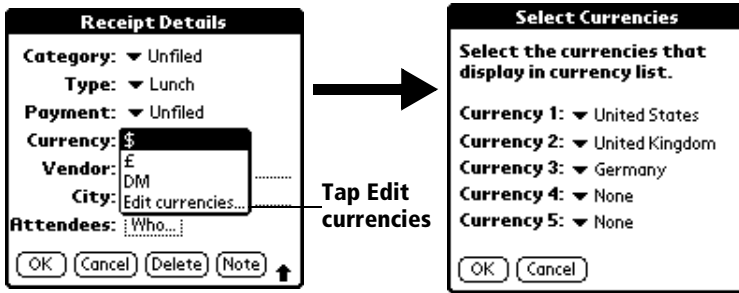 Receipt Details
Category: Unfiled
Type: Lunch
Payment: Unfiled
Currency: $
£
DM
Edit currencies...
Vendor:
City:
Attendees: Who...
OK Cancel Delete Note
Tap Edit
currencies
Select Currencies
Select the currencies that
display in currency list.
Currency 1: United States
Currency 2: United Kingdom
Currency 3: Germany
Currency 4: None
Currency 5: None
OK Cancel